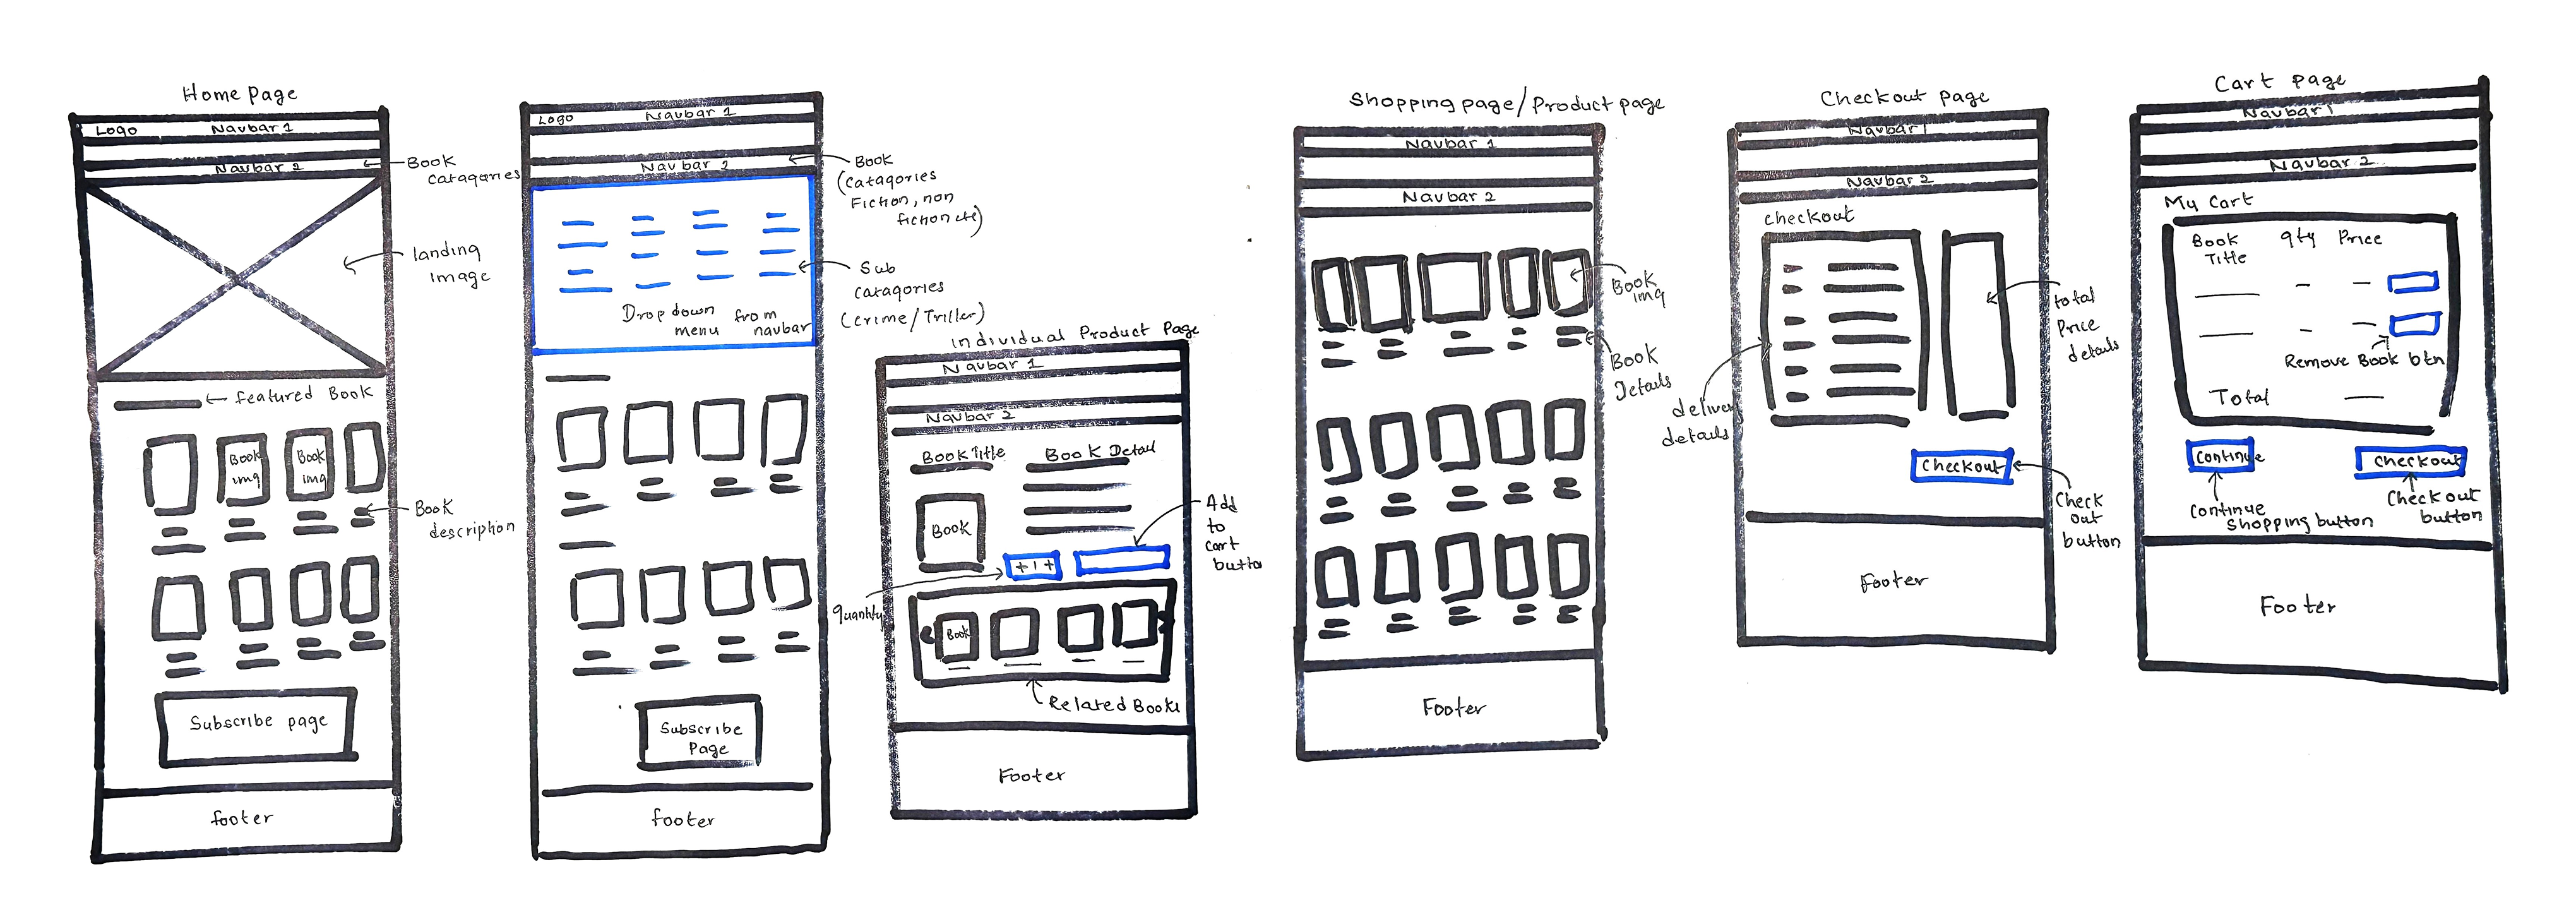 Home page
Logo Navbar 1
Navbar 2
Book
Catagaries
landing
image
featured Book
Book
img
Book
img
Book
description
Subscribe page
footer
Logo Navbar 1
Navbar 2
Book
(Catagories
Fiction, non
fiction etc)
Sub
Catagories
(crime/Triller)
Drop down
menu from
navbar
Subscribe
Page
footer
individual Product Page
Navbar 1
Navbar 2
Book Title
Book Detail
Book
Add
to
cart
butto
+ 1 +
quantity
Book
Related Books
Footer
Shopping page/Product page
Navbar 1
Navbar 2
Book
img
Book
Details
Footer
Checkout page
Navbar 1
Navbar 2
checkout
total
Price
details
delivery
details
Checkout
Check
out
button
Footer
Cart page
Navbar 1
Navbar 2
My Cart
Book
Title
qty
Price
Remove Book btn
Total
Continue
Checkout
Continue
Shopping button
Checkout
button
Footer